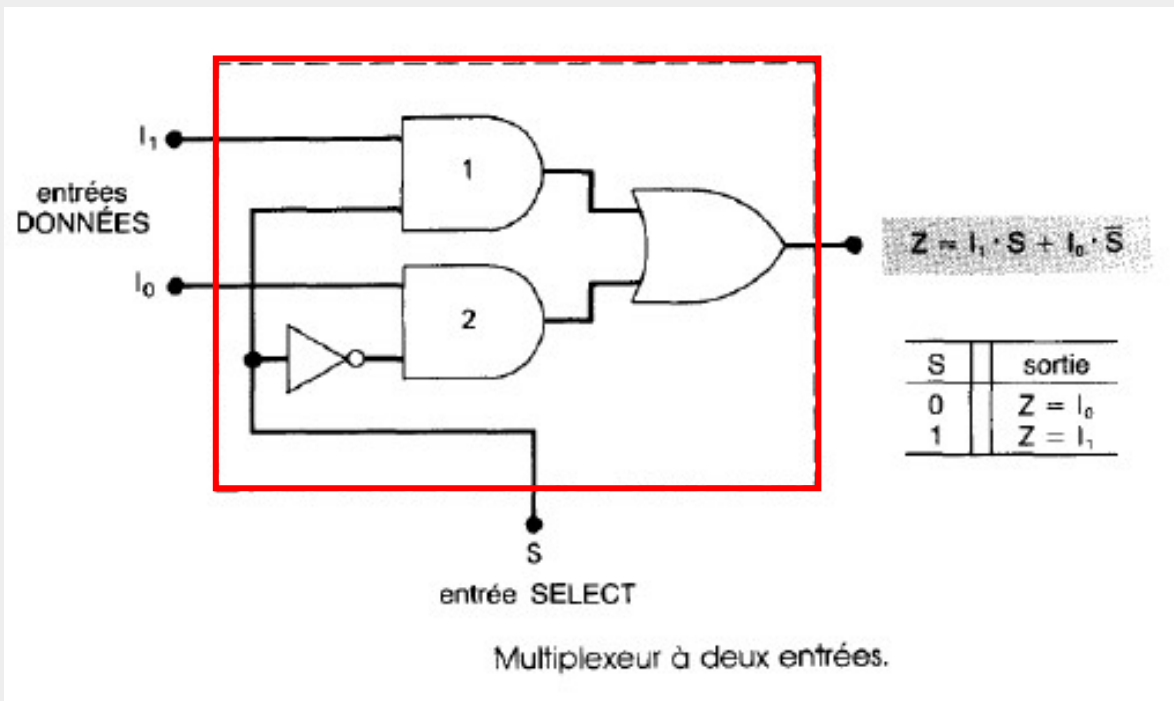 I₁
1
entrées
DONNÉES
Z = I₁ · S + I₀ · S̅
I₀
2
S sortie
0 Z = I₀
1 Z = I₁
S
entrée SELECT
Multiplexeur à deux entrées.